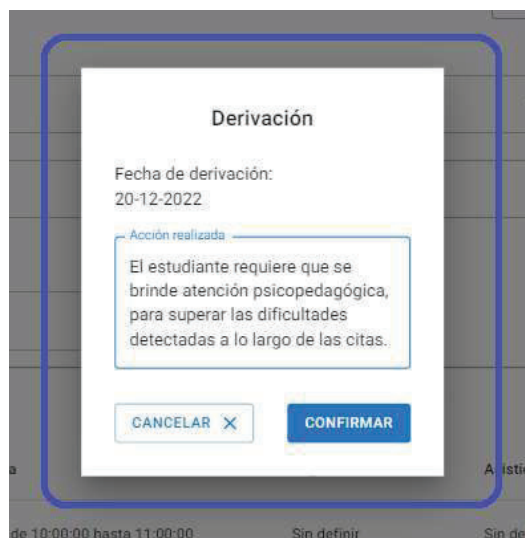 Derivación
Fecha de derivación:
20-12-2022
Acción realizada
El estudiante requiere que se
brinde atención psicopedagógica,
para superar las dificultades
detectadas a lo largo de las citas.
CANCELAR
CONFIRMAR
de 10:00:00 hasta 11:00:00 Sin definir